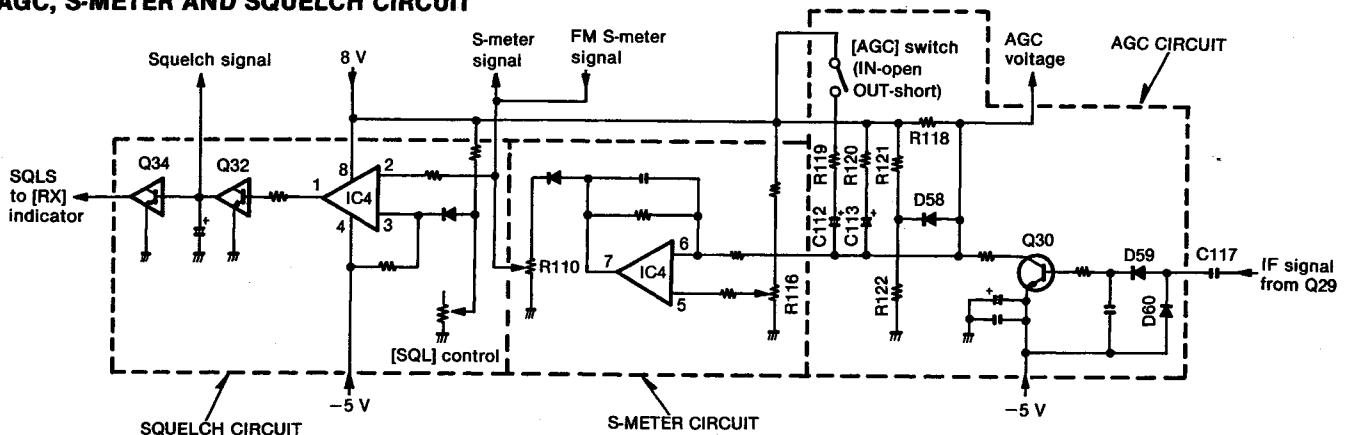 AGC, S-METER AND SQUELCH CIRCUIT
Squelch signal
8 V
S-meter
signal
FM S-meter
signal
[AGC] switch
(IN-open
OUT-short)
AGC
voltage
AGC CIRCUIT
SQLS
to [RX]
indicator
Q34
Q32
1
8
IC4
4
2
3
R110
7
IC4
6
5
R116
R119
C112
R120
C113
R121
R118
D58
R122
Q30
D59
D60
C117
IF signal
from Q29
[SQL] control
−5 V
−5 V
SQUELCH CIRCUIT
S-METER CIRCUIT